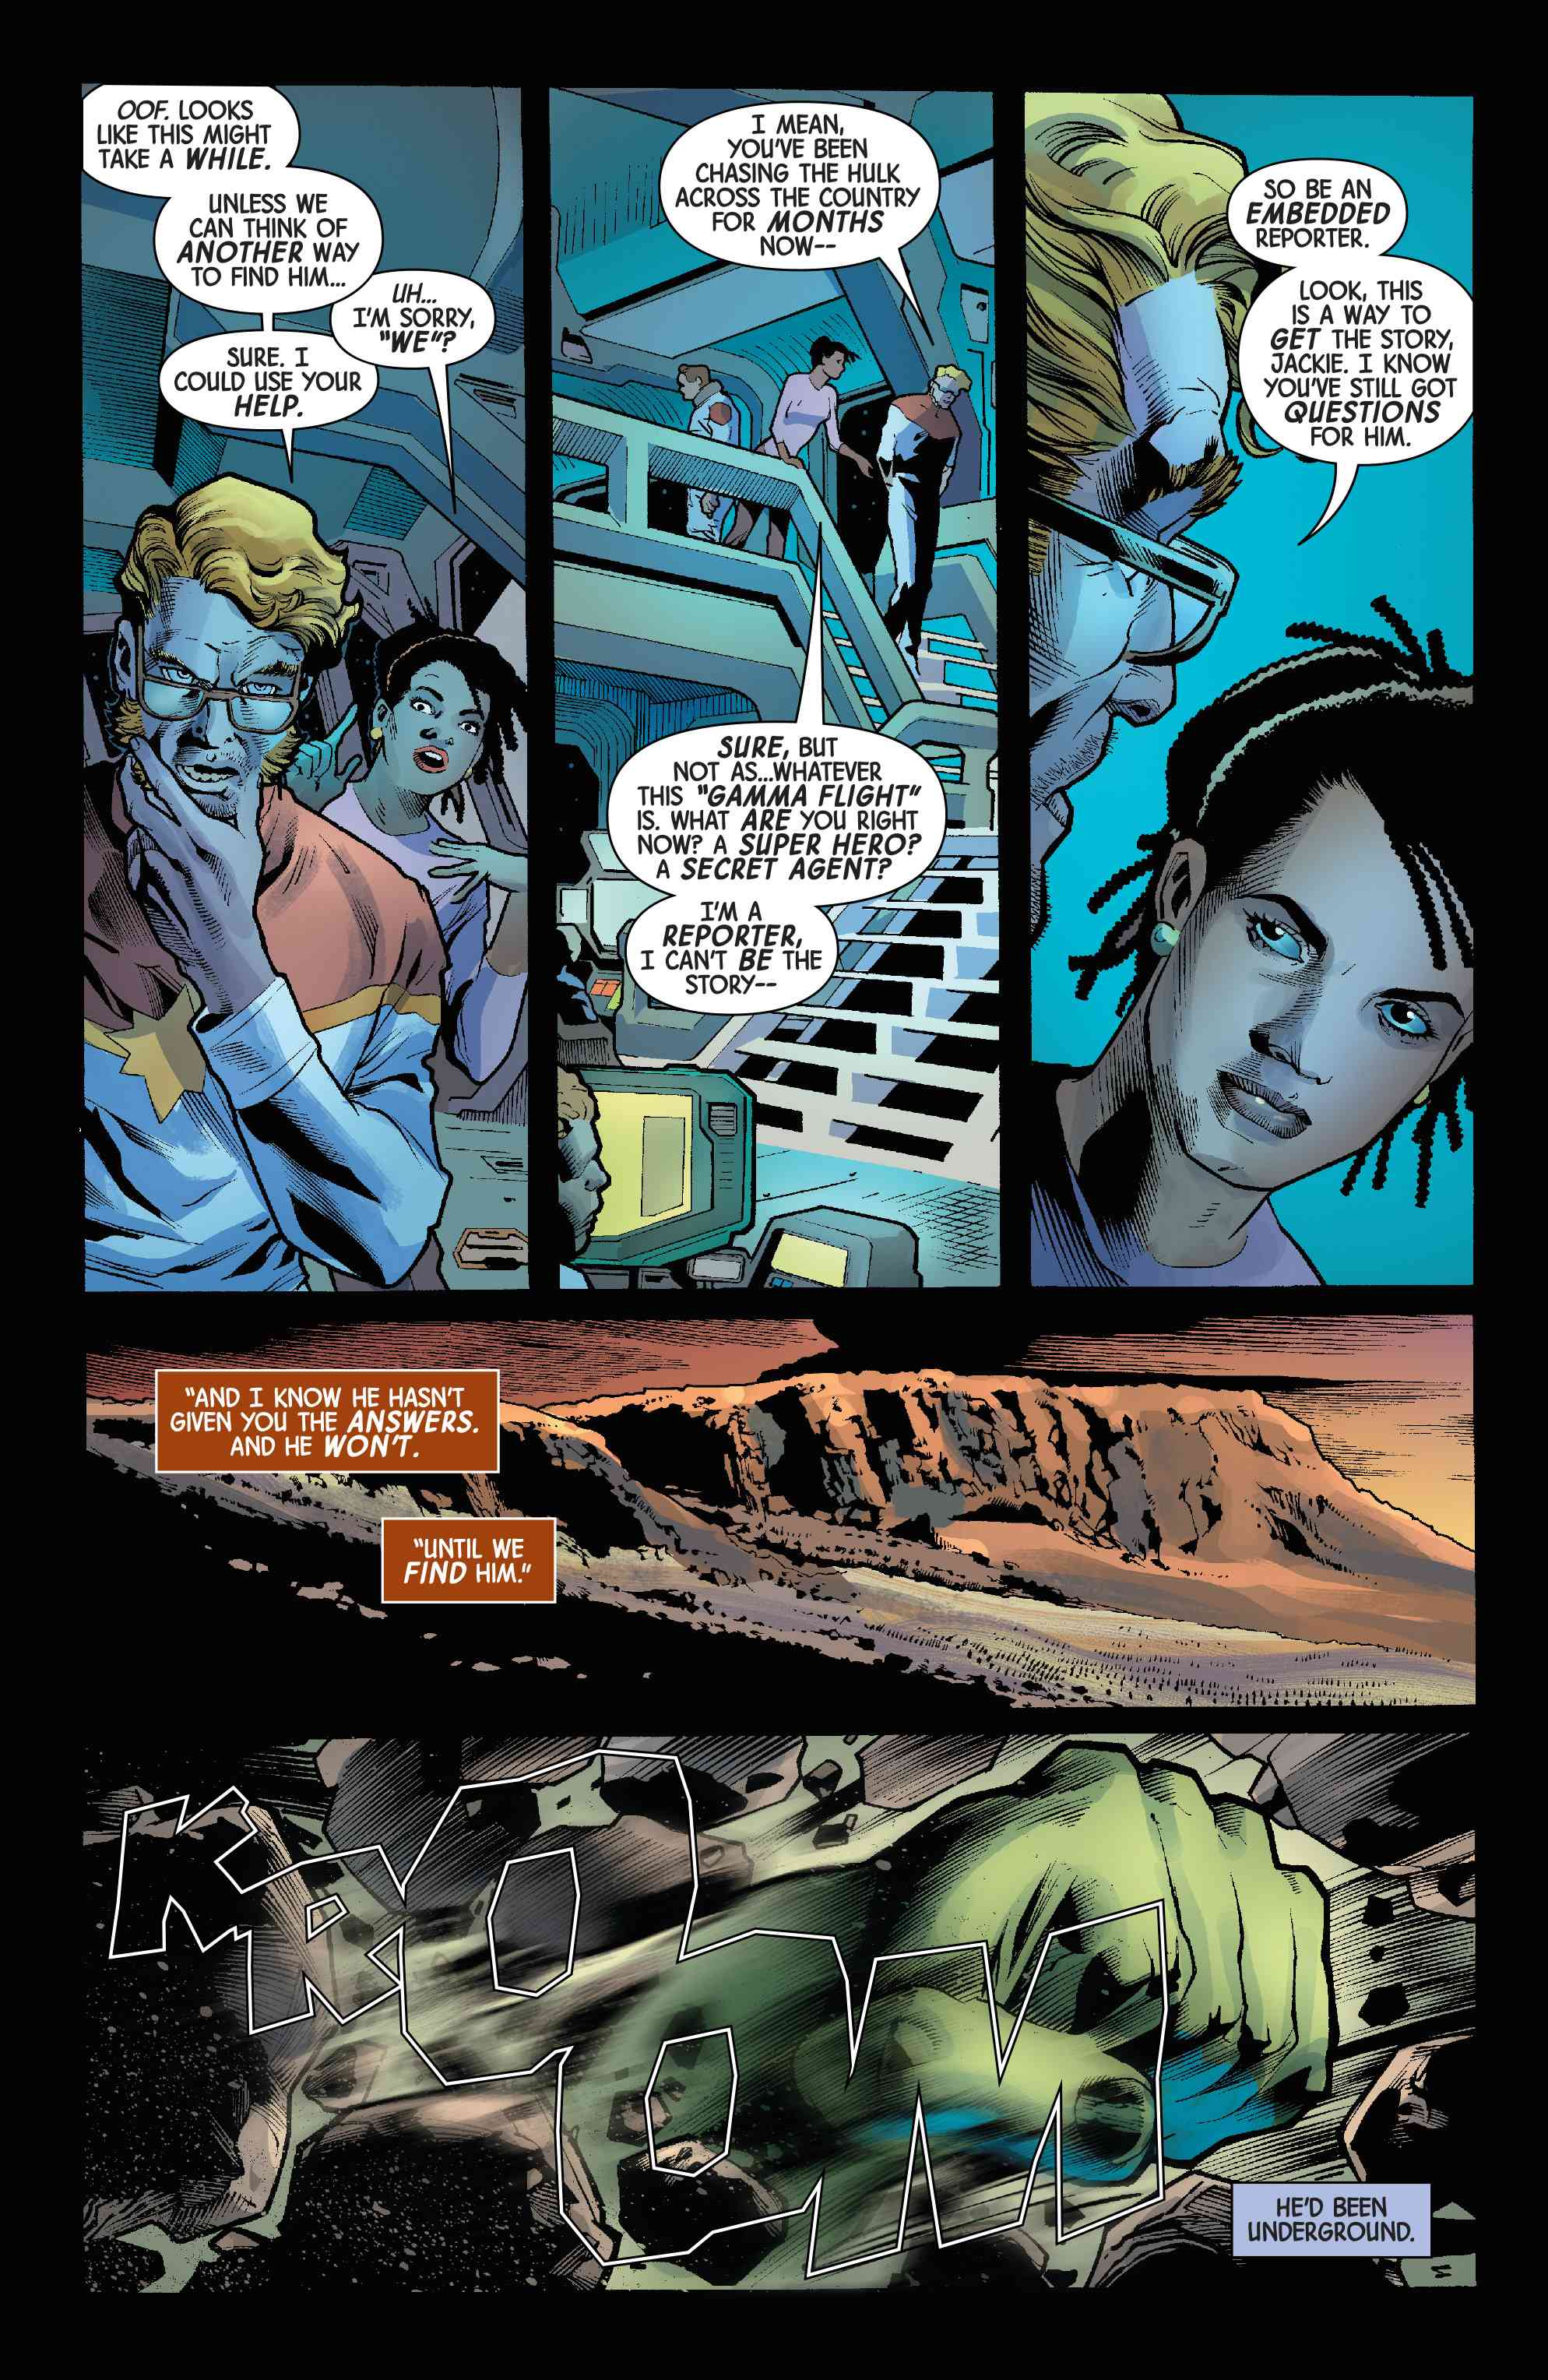 OOF. LOOKS
LIKE THIS MIGHT
TAKE A WHILE.
UNLESS WE
CAN THINK OF
ANOTHER WAY
TO FIND HIM...
UH...
I'M SORRY,
"WE"?
SURE. I
COULD USE YOUR
HELP.
I MEAN,
YOU'VE BEEN
CHASING THE HULK
ACROSS THE COUNTRY
FOR MONTHS
NOW--
SURE, BUT
NOT AS...WHATEVER
THIS "GAMMA FLIGHT"
IS. WHAT ARE YOU RIGHT
NOW? A SUPER HERO?
A SECRET AGENT?
I'M A
REPORTER,
I CAN'T BE THE
STORY--
SO BE AN
EMBEDDED
REPORTER.
LOOK, THIS
IS A WAY TO
GET THE STORY,
JACKIE. I KNOW
YOU'VE STILL GOT
QUESTIONS
FOR HIM.
"AND I KNOW HE HASN'T
GIVEN YOU THE ANSWERS.
AND HE WON'T.
"UNTIL WE
FIND HIM."
KROOM
HE'D BEEN
UNDERGROUND.